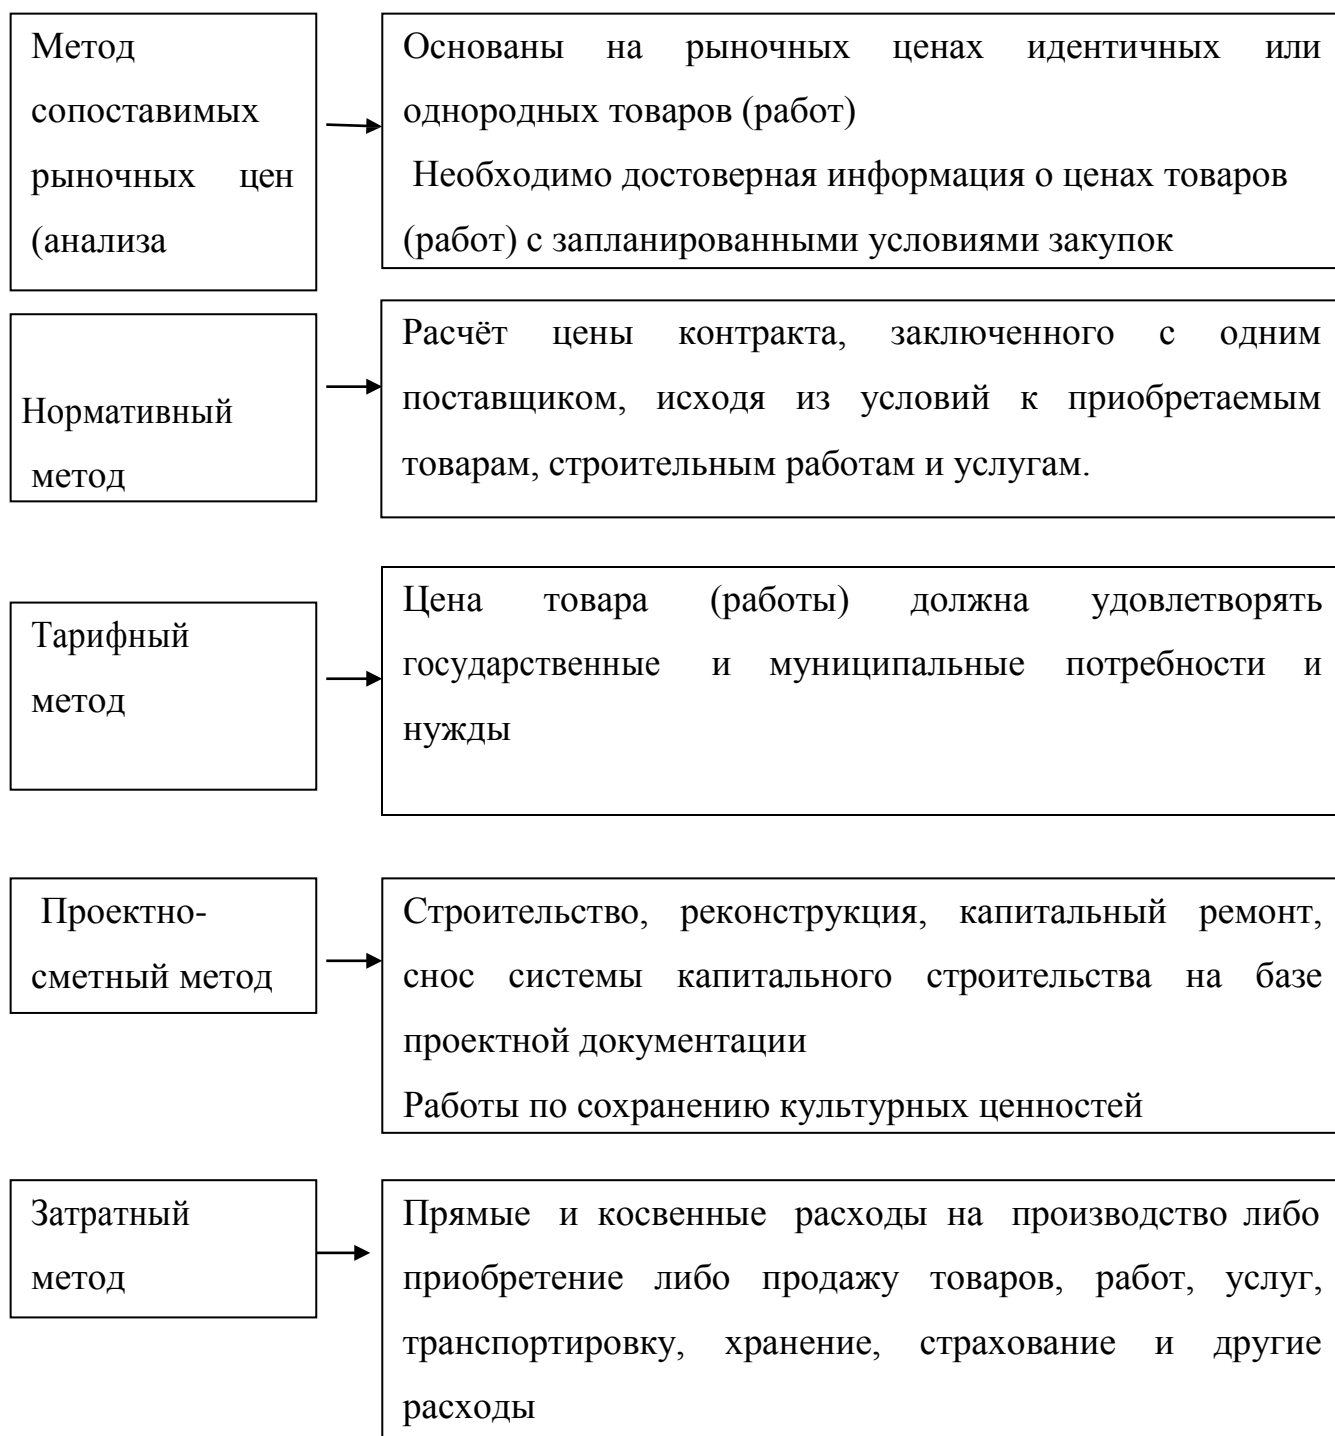 Метод
сопоставимых
рыночных цен
(анализа
Основаны на рыночных ценах идентичных или
однородных товаров (работ)
Необходимо достоверная информация о ценах товаров
(работ) с запланированными условиями закупок
Нормативный
метод
Расчёт цены контракта, заключенного с одним
поставщиком, исходя из условий к приобретаемым
товарам, строительным работам и услугам.
Тарифный
метод
Цена товара (работы) должна удовлетворять
государственные и муниципальные потребности и
нужды
Проектно-
сметный метод
Строительство, реконструкция, капитальный ремонт,
снос системы капитального строительства на базе
проектной документации
Работы по сохранению культурных ценностей
Затратный
метод
Прямые и косвенные расходы на производство либо
приобретение либо продажу товаров, работ, услуг,
транспортировку, хранение, страхование и другие
расходы